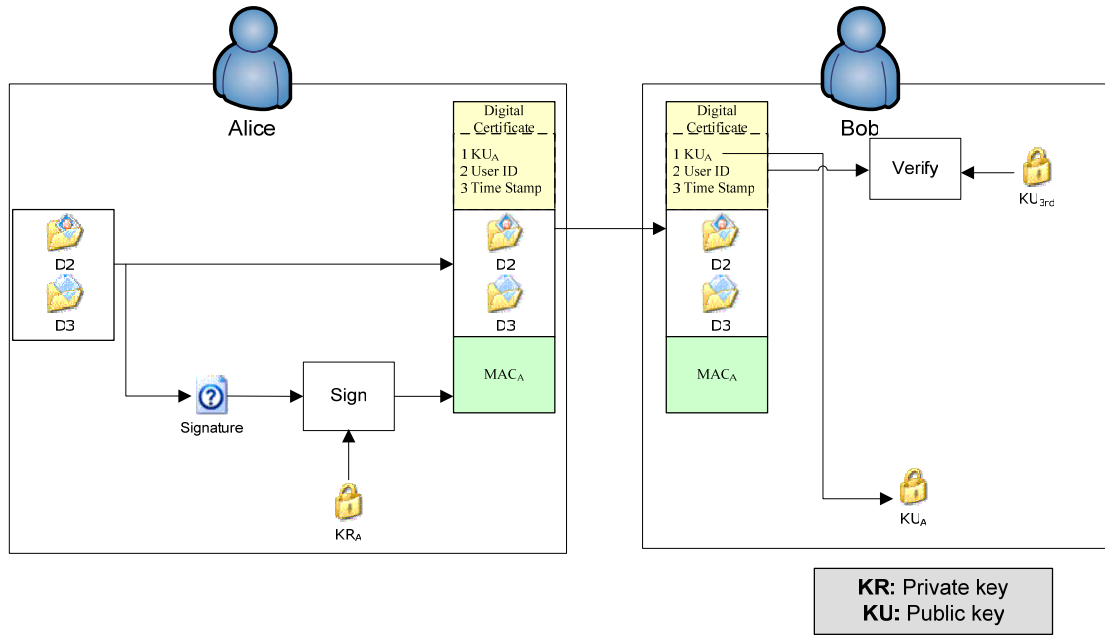 Alice
Bob
D2
D3
Signature
Sign
KRA
Digital
Certificate
1 KUA
2 User ID
3 Time Stamp
D2
D3
MACA
Digital
Certificate
1 KUA
2 User ID
3 Time Stamp
D2
D3
MACA
Verify
KU3rd
KUA
KR: Private key
KU: Public key